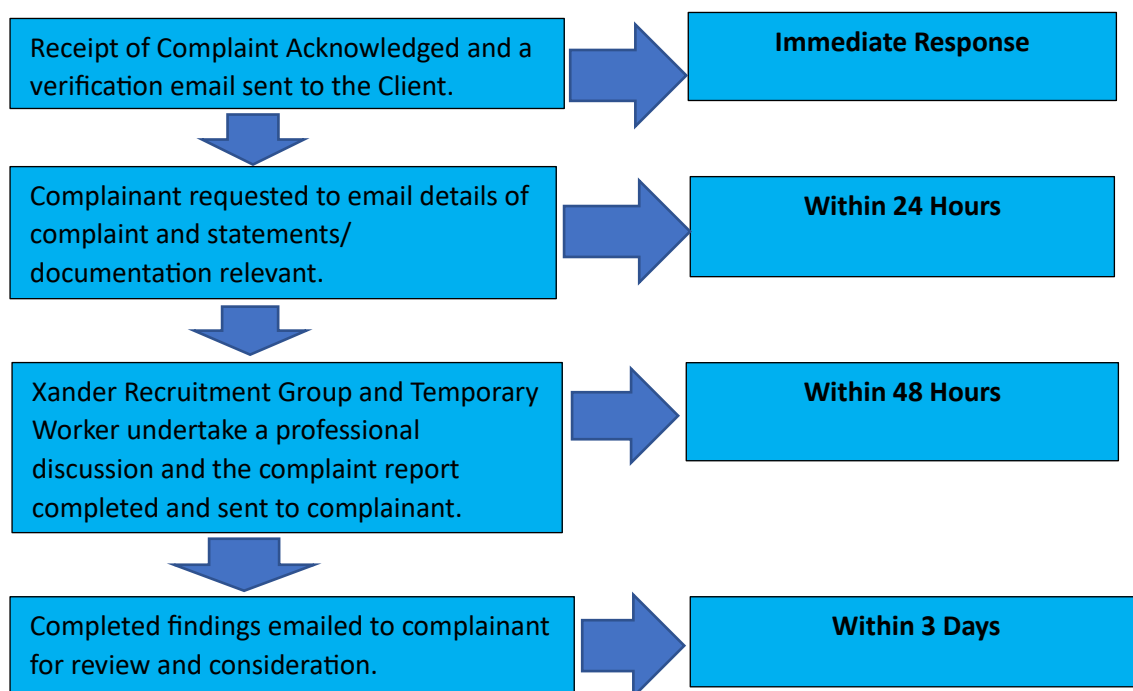 Receipt of Complaint Acknowledged and a
verification email sent to the Client.
Immediate Response
Complainant requested to email details of
complaint and statements/
documentation relevant.
Within 24 Hours
Xander Recruitment Group and Temporary
Worker undertake a professional
discussion and the complaint report
completed and sent to complainant.
Within 48 Hours
Completed findings emailed to complainant
for review and consideration.
Within 3 Days